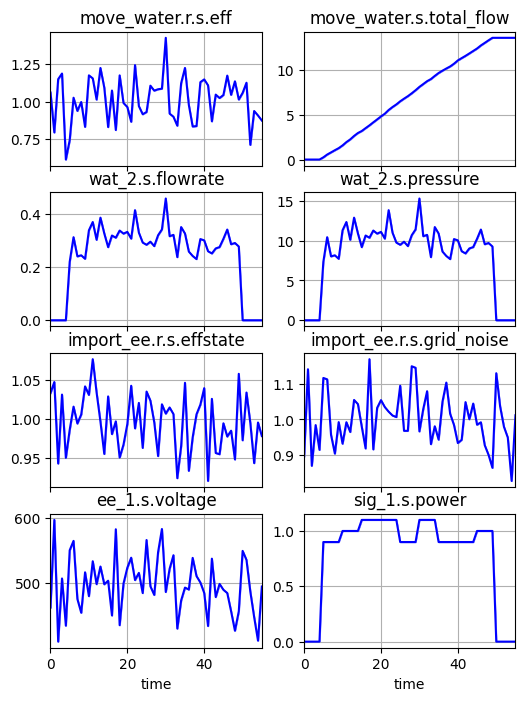 move_water.r.s.eff
move_water.s.total_flow
1.25
1.00
0.75
10
5
0
wat_2.s.flowrate
wat_2.s.pressure
0.4
0.2
0.0
15
10
5
0
import_ee.r.s.effstate
import_ee.r.s.grid_noise
1.05
1.00
0.95
1.1
1.0
0.9
ee_1.s.voltage
sig_1.s.power
600
500
1.0
0.5
0.0
0 20 40
0 20 40
time
time